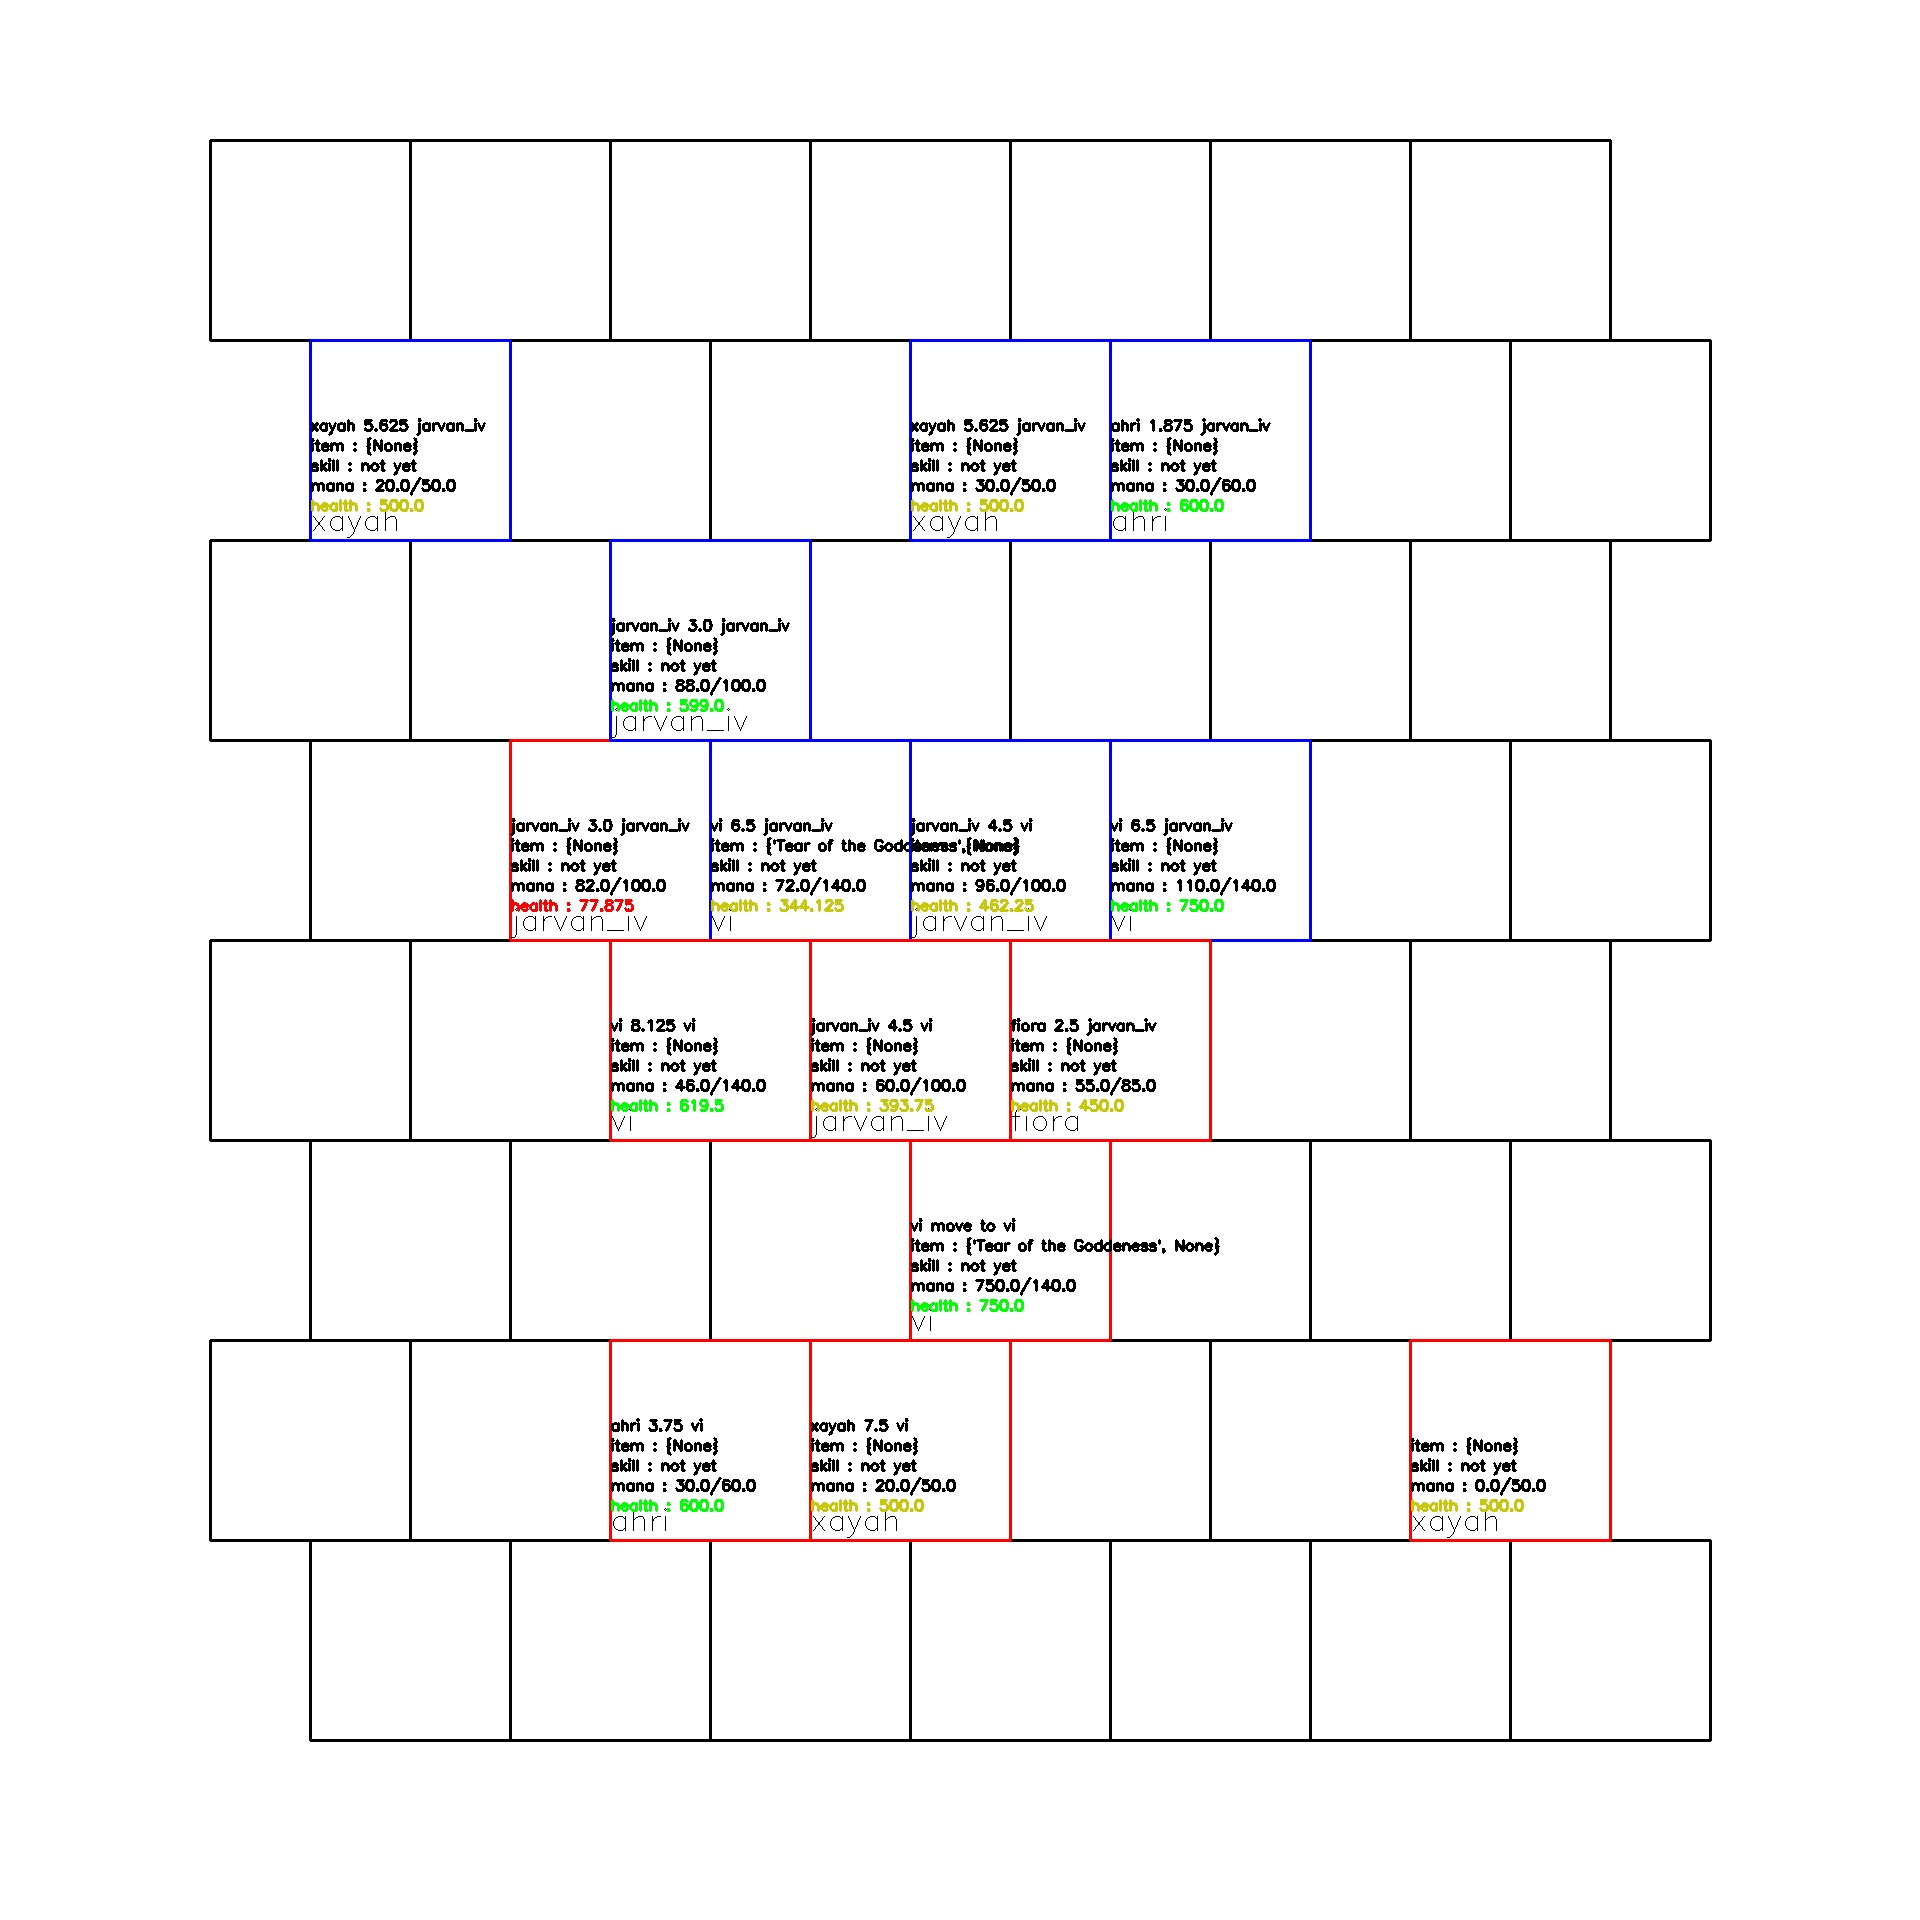 xayah 5.625 jarvan_iv
item : {None}
skill : not yet
mana : 20.0/50.0
health : 500.0
xayah
xayah 5.625 jarvan_iv
item : {None}
skill : not yet
mana : 30.0/50.0
health : 500.0
xayah
ahri 1.875 jarvan_iv
item : {None}
skill : not yet
mana : 30.0/60.0
health : 600.0
ahri
jarvan_iv 3.0 jarvan_iv
item : {None}
skill : not yet
mana : 88.0/100.0
health : 599.0
jarvan_iv
jarvan_iv 3.0 jarvan_iv
item : {None}
skill : not yet
mana : 82.0/100.0
health : 77.875
jarvan_iv
vi 6.5 jarvan_iv
item : {'Tear of the Goddeness', None}
skill : not yet
mana : 72.0/140.0
health : 344.125
vi
jarvan_iv 4.5 vi
item : {None}
skill : not yet
mana : 96.0/100.0
health : 462.25
jarvan_iv
vi 6.5 jarvan_iv
item : {None}
skill : not yet
mana : 110.0/140.0
health : 750.0
vi
vi 8.125 vi
item : {None}
skill : not yet
mana : 46.0/140.0
health : 619.5
vi
jarvan_iv 4.5 vi
item : {None}
skill : not yet
mana : 60.0/100.0
health : 393.75
jarvan_iv
fiora 2.5 jarvan_iv
item : {None}
skill : not yet
mana : 55.0/85.0
health : 450.0
fiora
vi move to vi
item : {'Tear of the Goddeness', None}
skill : not yet
mana : 750.0/140.0
health : 750.0
vi
ahri 3.75 vi
item : {None}
skill : not yet
mana : 30.0/60.0
health : 600.0
ahri
xayah 7.5 vi
item : {None}
skill : not yet
mana : 20.0/50.0
health : 500.0
xayah
item : {None}
skill : not yet
mana : 0.0/50.0
health : 500.0
xayah